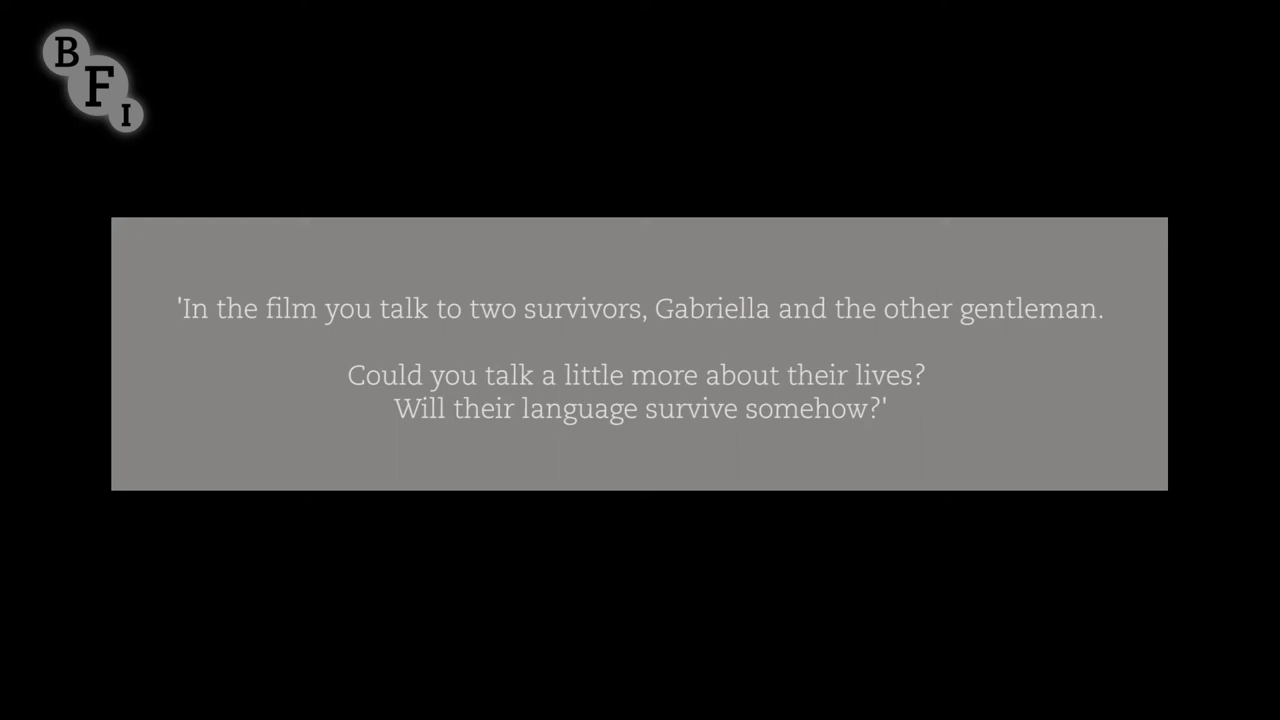 BFI
'In the film you talk to two survivors, Gabriella and the other gentleman.
Could you talk a little more about their lives?
Will their language survive somehow?'